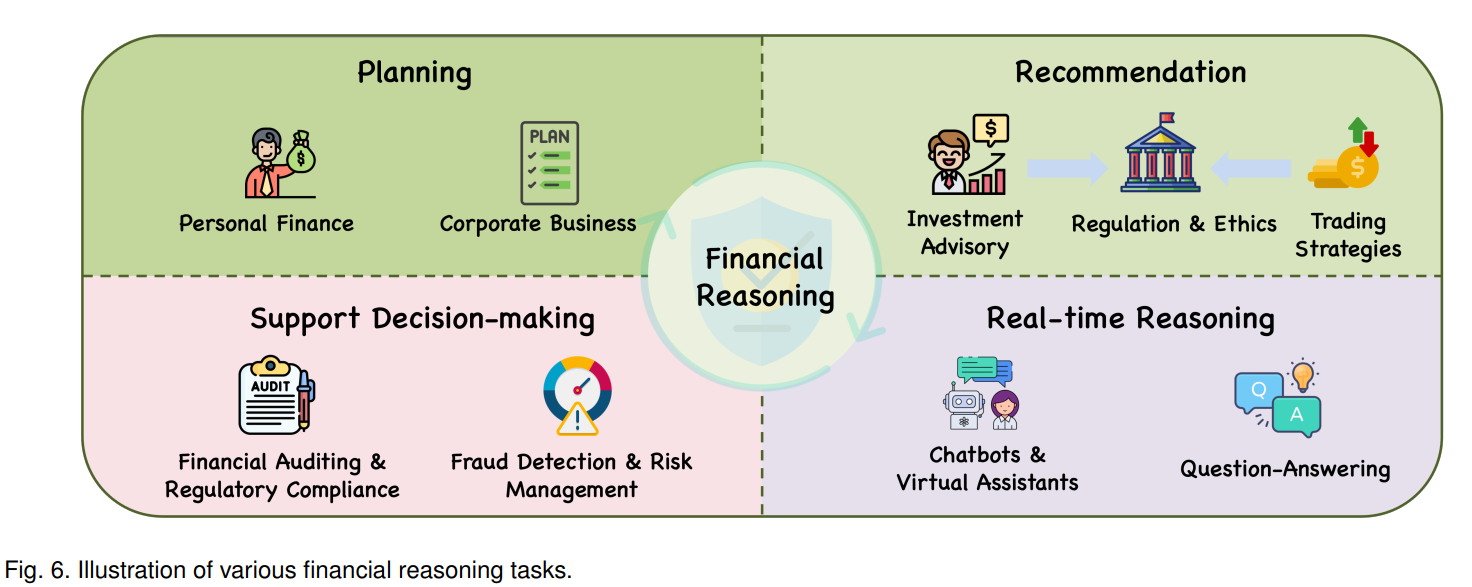 Planning
PLAN
Personal Finance
Corporate Business
Recommendation
$
$
$
Investment
Advisory
Regulation & Ethics
Trading
Strategies
Financial
Reasoning
Support Decision-making
AUDIT
!
Financial Auditing &
Regulatory Compliance
Fraud Detection & Risk
Management
Real-time Reasoning
Chatbots &
Virtual Assistants
Q
A
Question-Answering
Fig. 6. Illustration of various financial reasoning tasks.